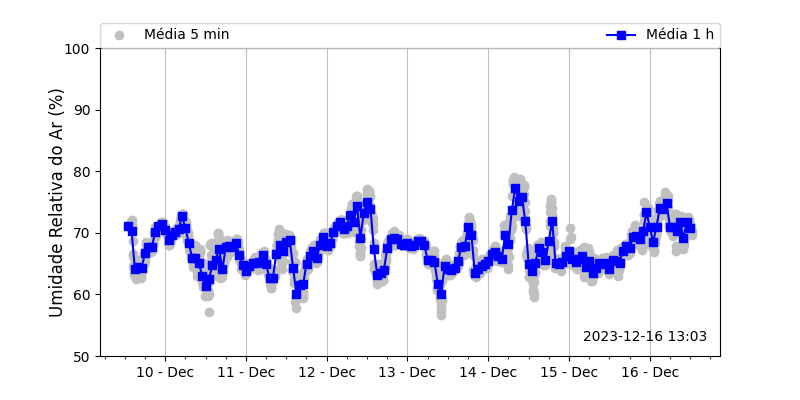 Média 5 min
Média 1 h
Umidade Relativa do Ar (%)
100
90
80
70
60
50
2023-12-16 13:03
10 - Dec
11 - Dec
12 - Dec
13 - Dec
14 - Dec
15 - Dec
16 - Dec